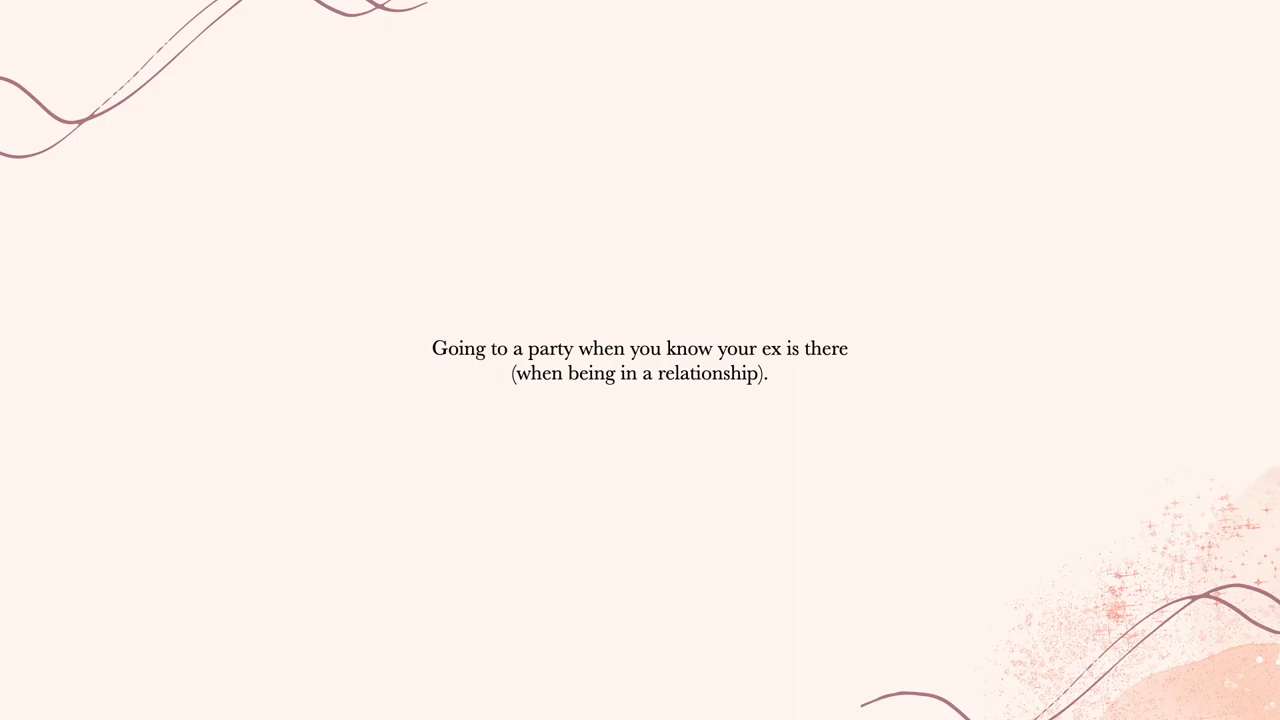 Going to a party when you know your ex is there
(when being in a relationship).